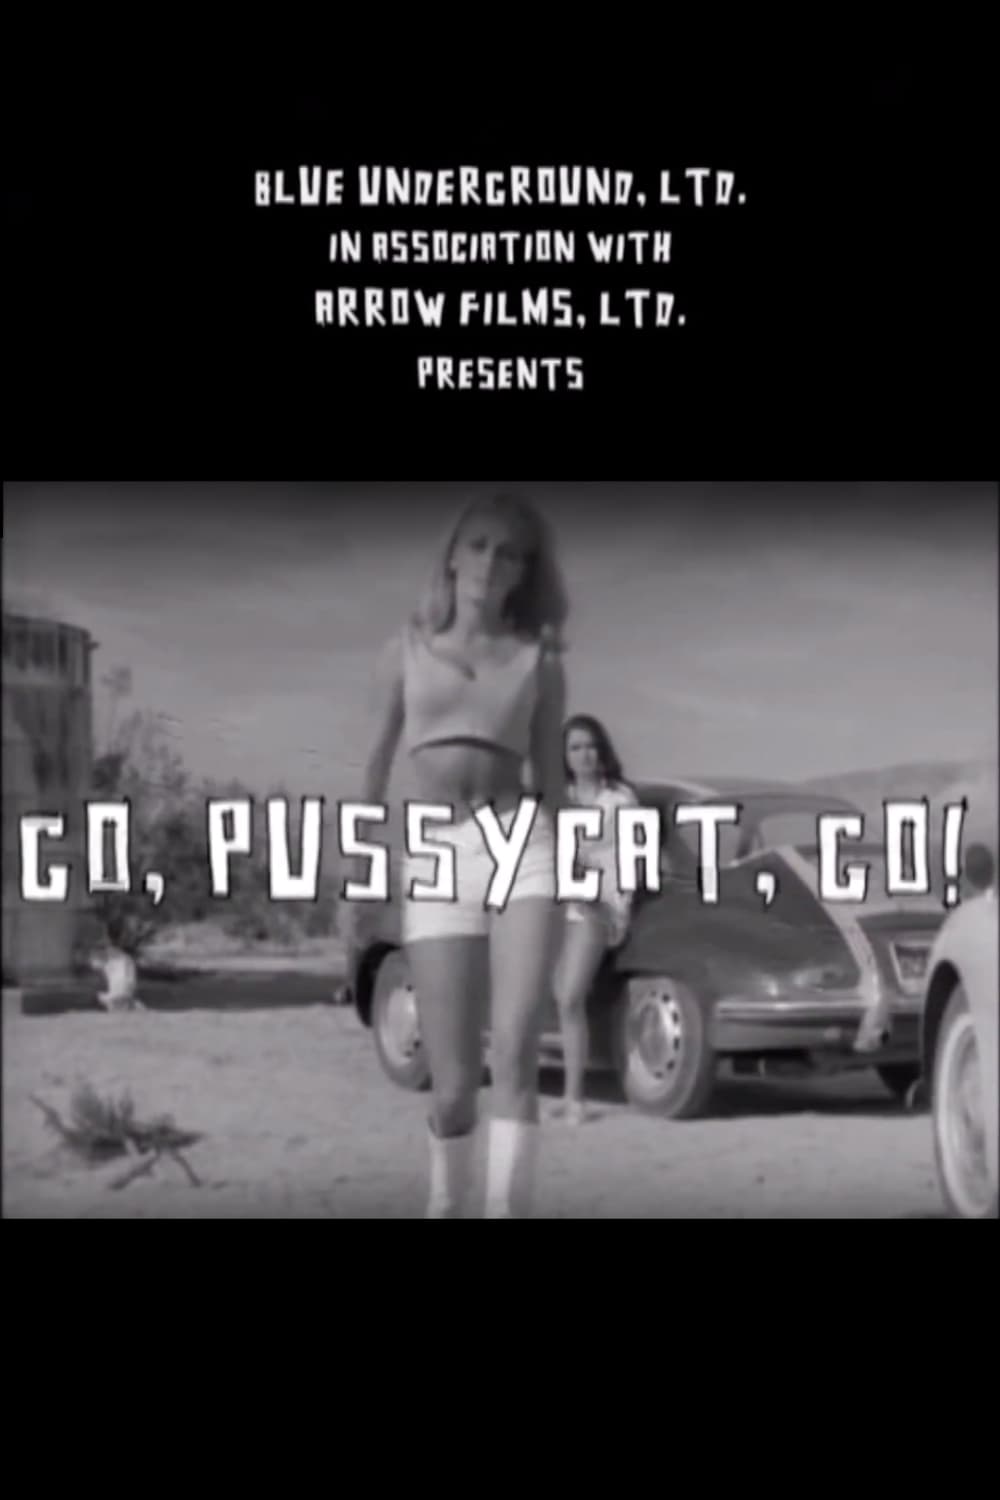 BLUE UNDERGROUND, LTD.
IN ASSOCIATION WITH
ARROW FILMS, LTD.
PRESENTS
GO, PUSSYCAT, GO!